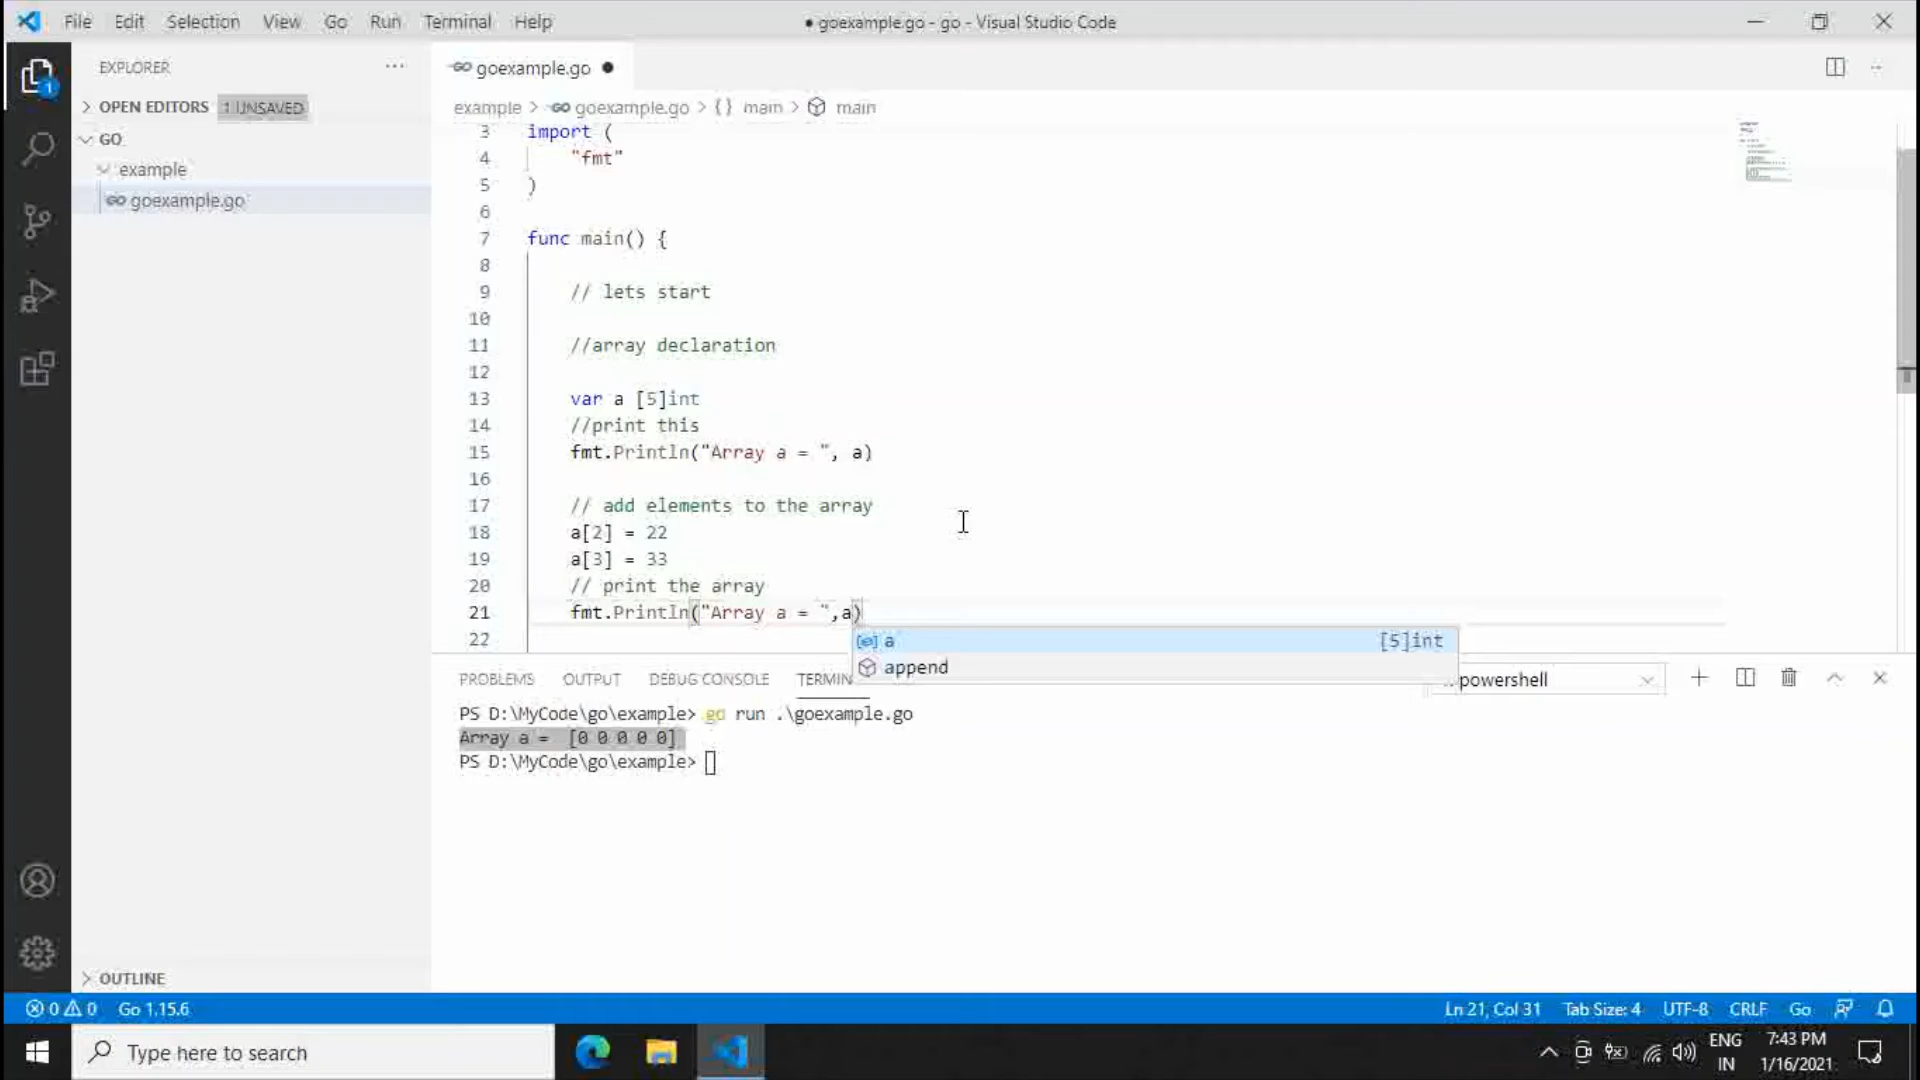 File Edit Selection View Go Run Terminal Help
● goexample.go - go - Visual Studio Code
EXPLORER
OPEN EDITORS 1 UNSAVED
GO
example
goexample.go
OUTLINE
goexample.go ●
example > goexample.go > {} main > main
3 import (
4 "fmt"
5 )
6
7 func main() {
8
9 // lets start
10
11 //array declaration
12
13 var a [5]int
14 //print this
15 fmt.Println("Array a = ", a)
16
17 // add elements to the array
18 a[2] = 22
19 a[3] = 33
20 // print the array
21 fmt.Println("Array a = ",a)
22
a [5]int
append
PROBLEMS OUTPUT DEBUG CONSOLE TERMIN
powershell
PS D:\MyCode\go\example> go run .\goexample.go
Array a =  [0 0 0 0 0]
PS D:\MyCode\go\example>
1
0 0 Go 1.15.6
Ln 21, Col 31 Tab Size: 4 UTF-8 CRLF Go
Type here to search
ENG
IN
7:43 PM
1/16/2021